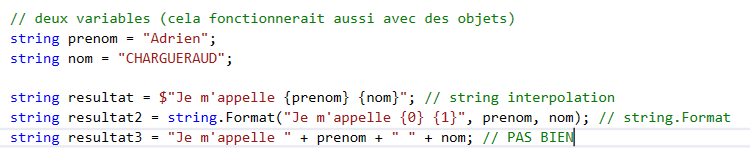 // deux variables (cela fonctionnerait aussi avec des objets)
string prenom = "Adrien";
string nom = "CHARGUERAUD";
string resultat = $"Je m'appelle {prenom} {nom}"; // string interpolation
string resultat2 = string.Format("Je m'appelle {0} {1}", prenom, nom); // string.Format
string resultat3 = "Je m'appelle " + prenom + " " + nom; // PAS BIEN